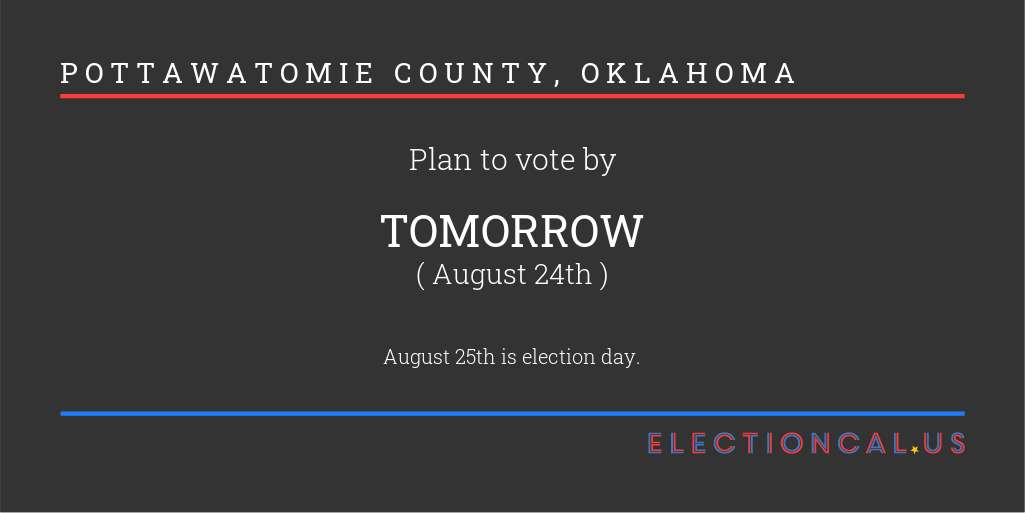 POTTAWATOMIE COUNTY, OKLAHOMA
Plan to vote by
TOMORROW
( August 24th )
August 25th is election day.
ELECTIONCAL.US